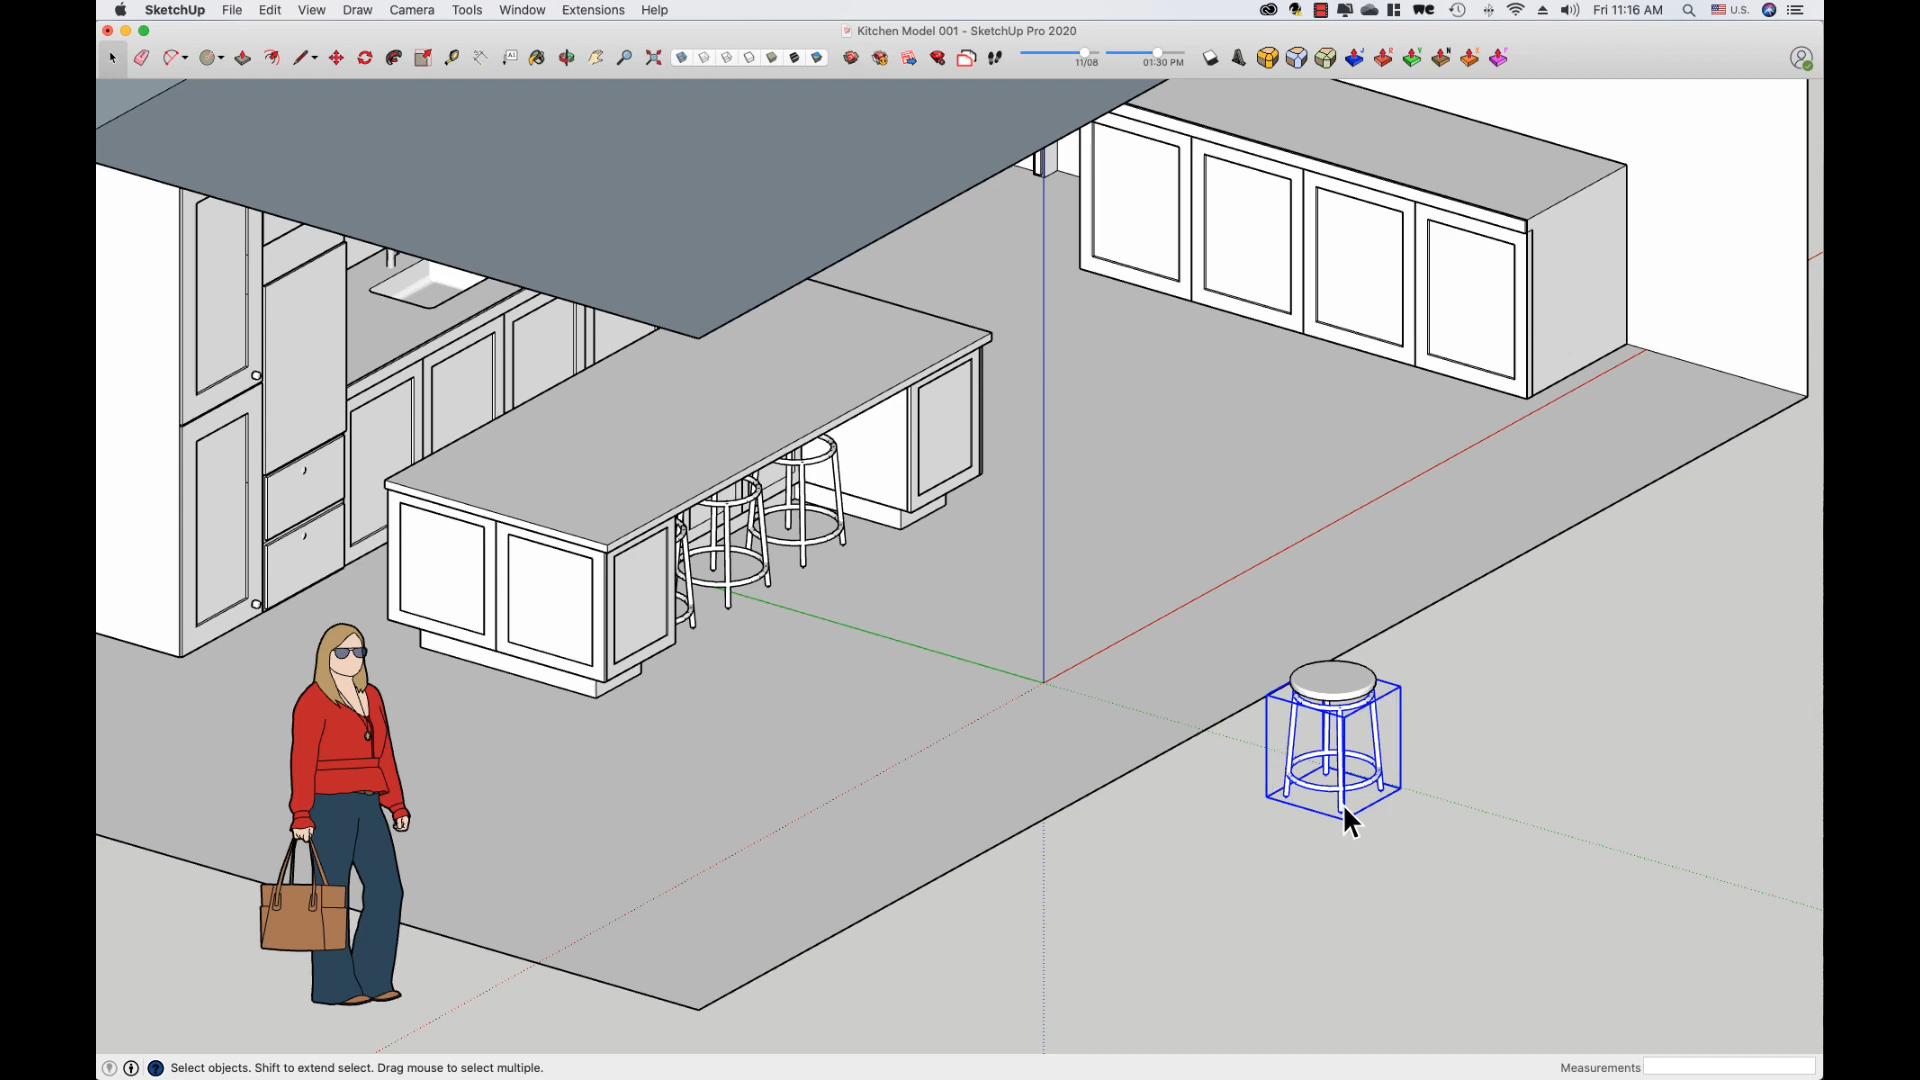 SketchUp File Edit View Draw Camera Tools Window Extensions Help
U.S. Fri 11:16 AM
Kitchen Model 001 - SketchUp Pro 2020
11/08 01:30 PM
Select objects. Shift to extend select. Drag mouse to select multiple.
Measurements